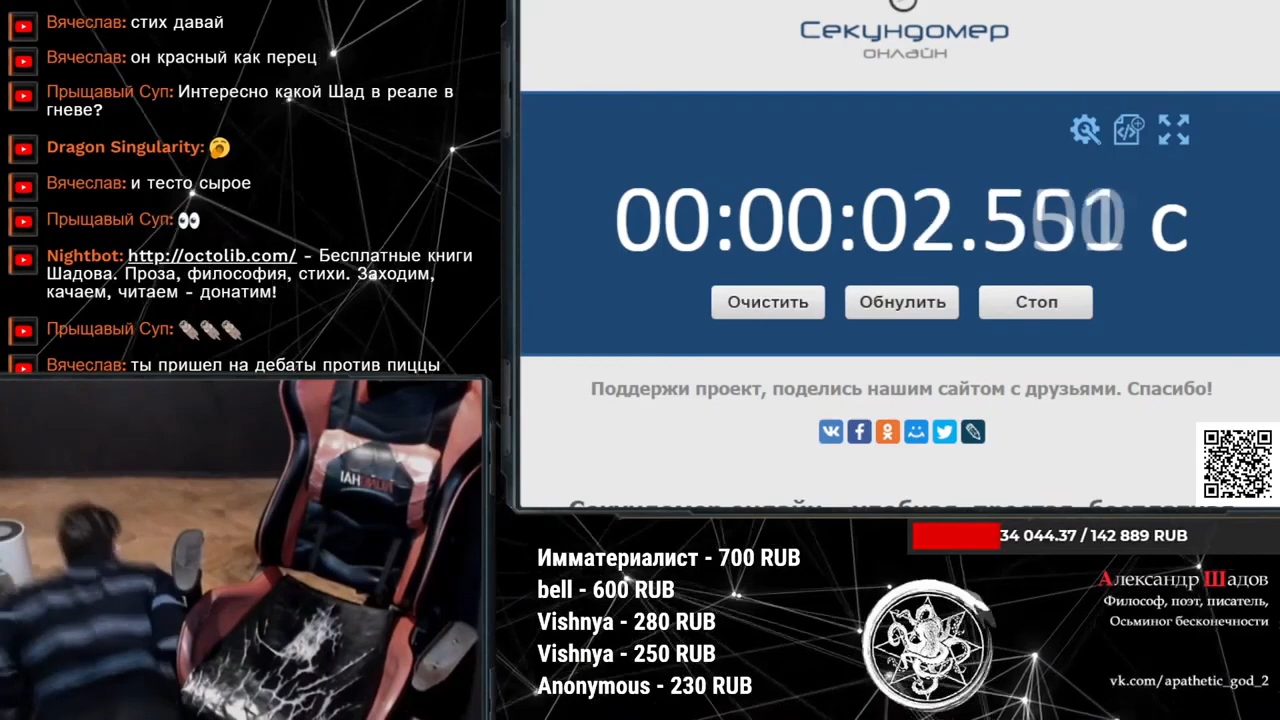 Вячеслав: стих давай
Вячеслав: он красный как перец
Прыщавый Суп: Интересно какой Шад в реале в
гневе?
Dragon Singularity:
Вячеслав: и тесто сырое
Прыщавый Суп:
Nightbot: http://octolib.com/ - Бесплатные книги
Шадова. Проза, философия, стихи. Заходим,
качаем, читаем - донатим!
Прыщавый Суп:
Вячеслав: ты пришел на дебаты против пиццы
Секундомер
онлайн
00:00:02.551 с
Очистить Обнулить Стоп
Поддержи проект, поделись нашим сайтом с друзьями. Спасибо!
34 044.37 / 142 889 RUB
Имматериалист - 700 RUB
bell - 600 RUB
Vishnya - 280 RUB
Vishnya - 250 RUB
Anonymous - 230 RUB
Александр Шадов
Философ, поэт, писатель,
Осьминог бесконечности
vk.com/apathetic_god_2